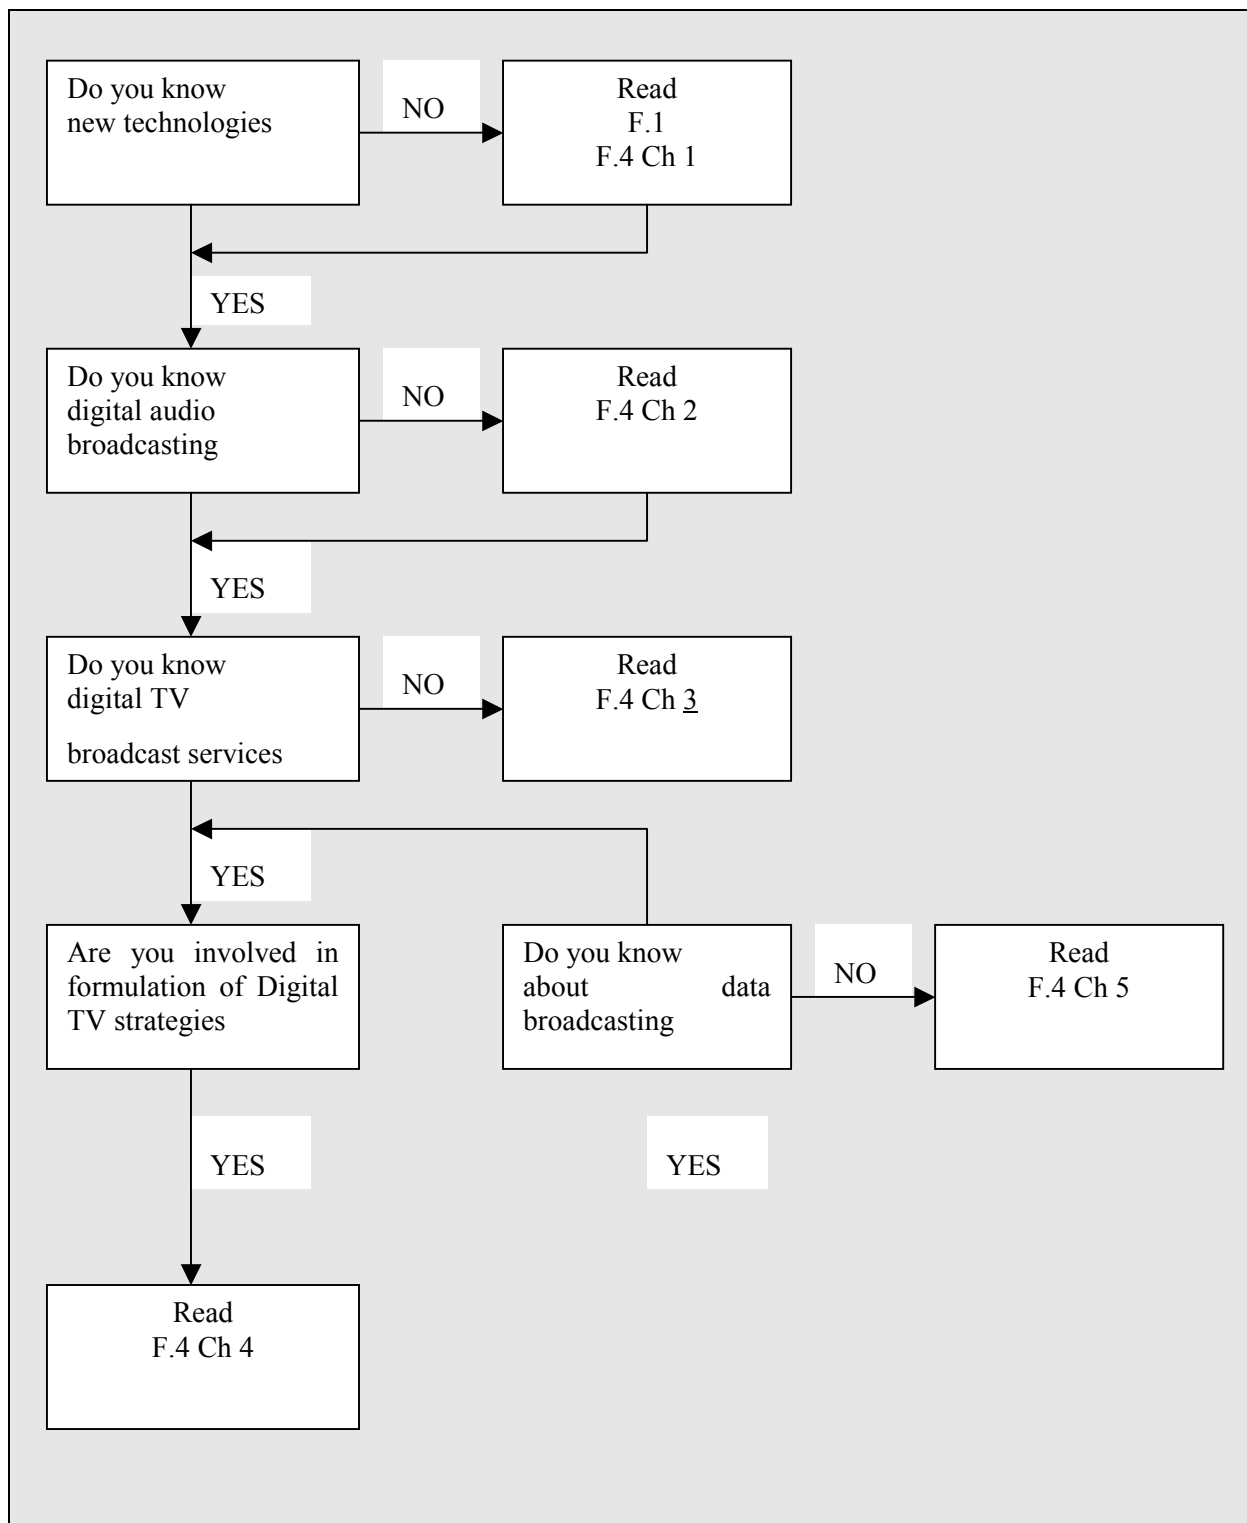 Do you know
new technologies
NO
Read
F.1
F.4 Ch 1
YES
Do you know
digital audio
broadcasting
NO
Read
F.4 Ch 2
YES
Do you know
digital TV
broadcast services
NO
Read
F.4 Ch 3
YES
Are you involved in
formulation of Digital
TV strategies
Do you know
about data
broadcasting
NO
Read
F.4 Ch 5
YES
YES
Read
F.4 Ch 4